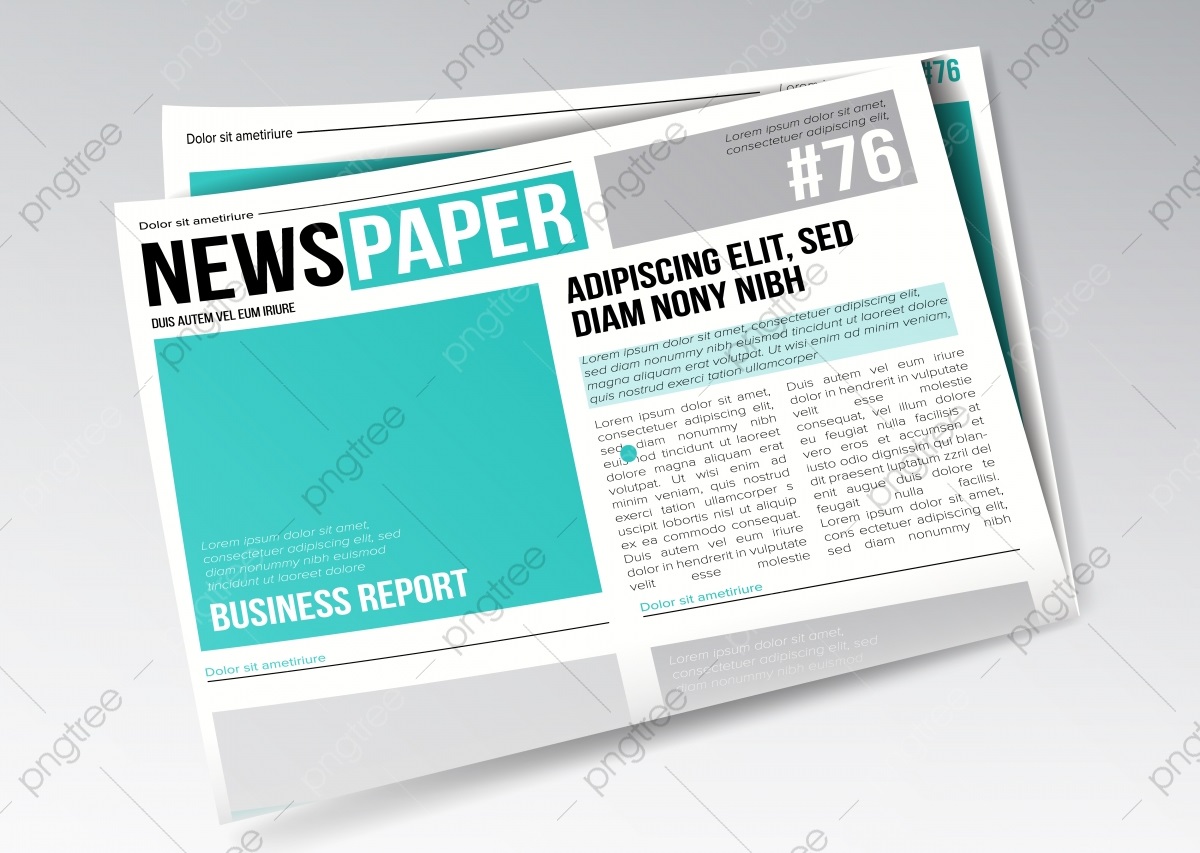 Dolor sit ametiriure
#76
Dolor sit ametiriure
NEWSPAPER
DUIS AUTEM VEL EUM IRIURE
Lorem ipsum dolor sit amet,
consectetuer adipiscing elit,
sed diam nonummy nibh euismod
tincidunt ut laoreet dolore
BUSINESS REPORT
Dolor sit ametiriure
Lorem ipsum dolor sit amet,
consectetuer adipiscing elit,
#76
ADIPISCING ELIT, SED
DIAM NONY NIBH
Lorem ipsum dolor sit amet, consectetuer adipiscing elit,
sed diam nonummy nibh euismod tincidunt ut laoreet dolore
magna aliquam erat volutpat. Ut wisi enim ad minim veniam,
quis nostrud exerci tation ullamcorper
Lorem ipsum dolor sit amet,
consectetuer adipiscing elit,
sed diam nonummy nibh
tincidunt ut laoreet
dolore magna aliquam erat
volutpat. Ut wisi enim ad
minim veniam, quis nostrud
exerci tation ullamcorper s
uscipit lobortis nisl ut aliquip
ex ea commodo consequat.
Duis autem vel eum iriure
dolor in hendrerit in vulputate
velit esse molestie
Duis autem vel eum iriure
dolor in hendrerit in vulputate
velit esse molestie
consequat, vel illum dolore
eu feugiat nulla facilisis at
vero eros et accumsan et
iusto odio dignissim qui blan-
dit praesent luptatum zzril del
enit augue duis dolore te
feugait nulla facilisi.
Lorem ipsum dolor sit amet,
cons ectetuer adipiscing elit,
sed diam nonummy nibh
Dolor sit ametiriure
Lorem ipsum dolor sit amet,
consectetuer adipiscing elit,
diam nonummy nibh euismod
pngtree